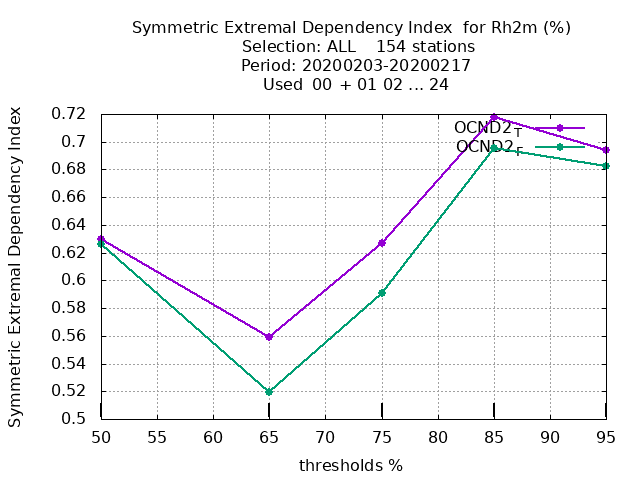 Symmetric Extremal Dependency Index  for Rh2m (%)
Selection: ALL    154 stations
Period: 20200203-20200217
Used  00 + 01 02 ... 24
Symmetric Extremal Dependency Index
0.72
0.7
0.68
0.66
0.64
0.62
0.6
0.58
0.56
0.54
0.52
0.5
OCND2T
OCND2F
50 55 60 65 70 75 80 85 90 95
thresholds %